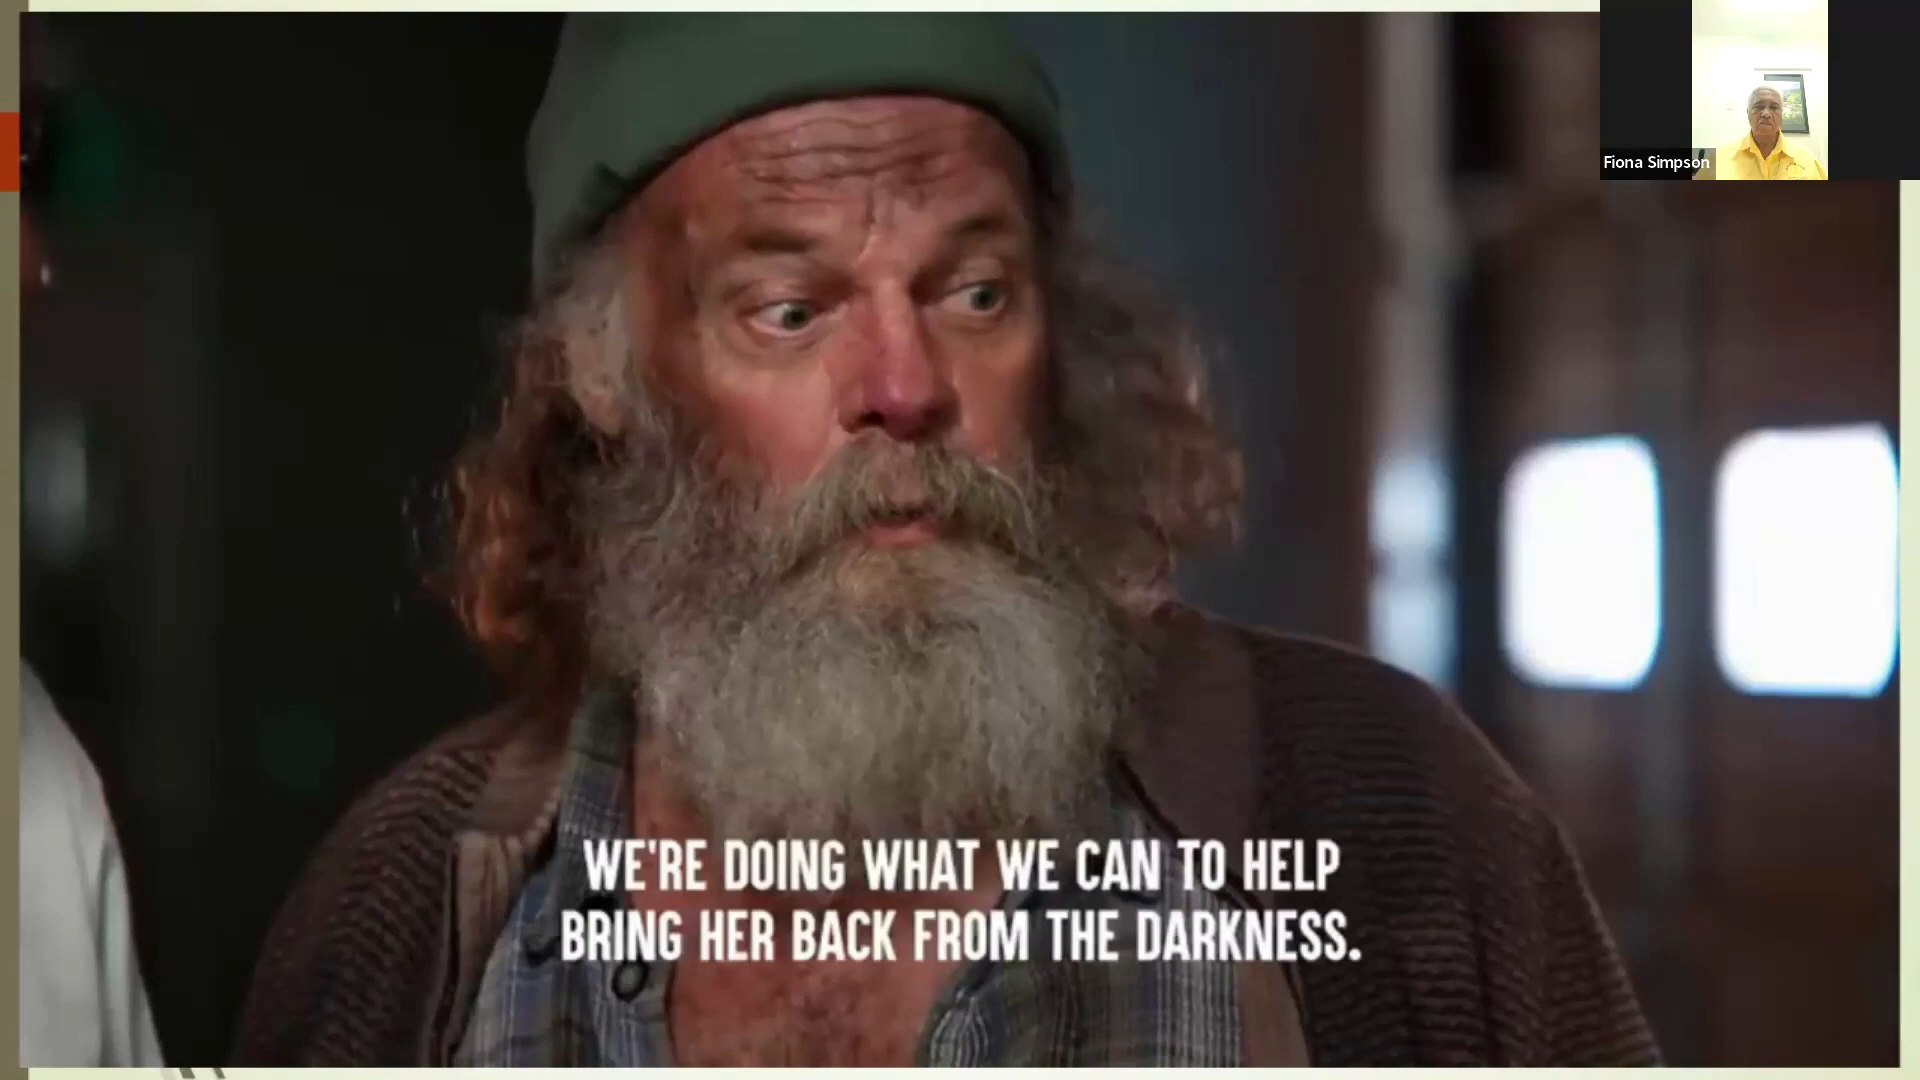 Fiona Simpson
WE'RE DOING WHAT WE CAN TO HELP
BRING HER BACK FROM THE DARKNESS.